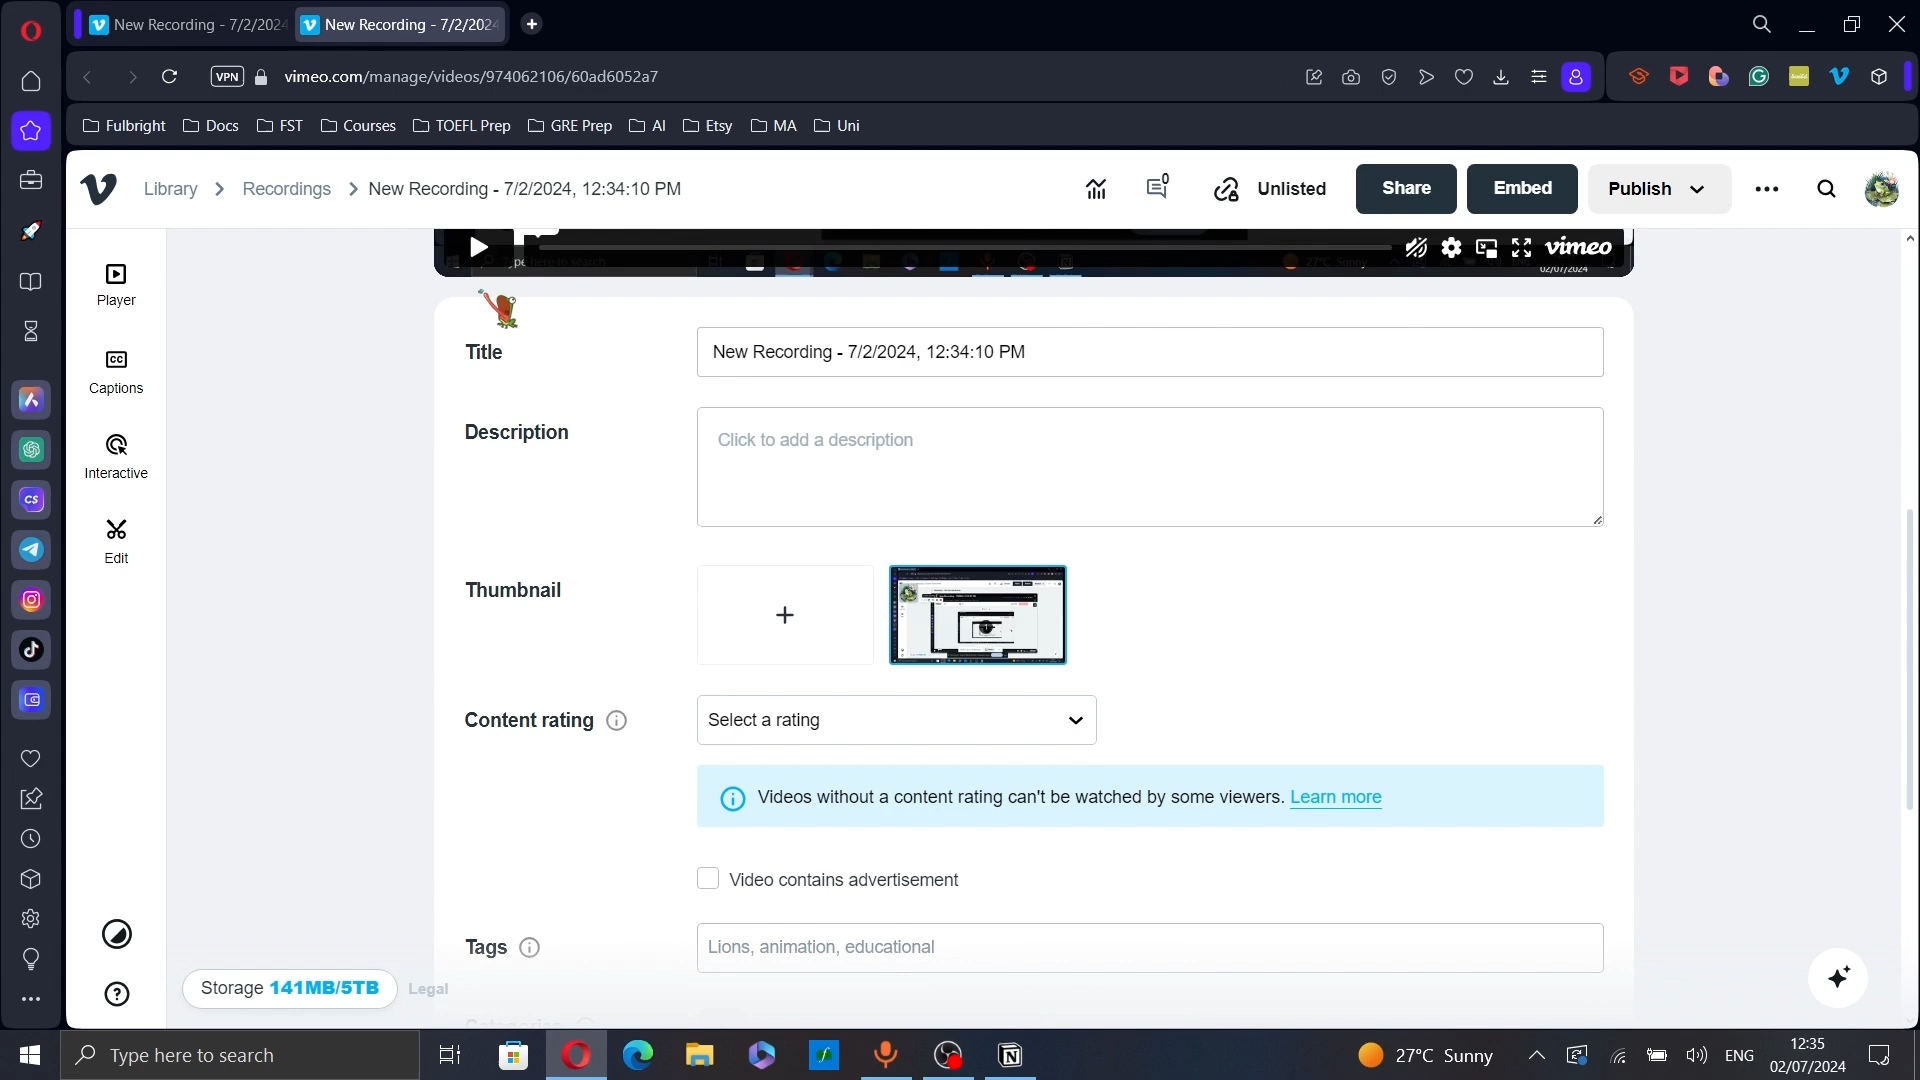 New Recording - 7/2/2024
New Recording - 7/2/2024
VPN
vimeo.com/manage/videos/974062106/60ad6052a7
Fulbright
Docs
FST
Courses
TOEFL Prep
GRE Prep
AI
Etsy
MA
Uni
Library
Recordings
New Recording - 7/2/2024, 12:34:10 PM
0
Unlisted
Share
Embed
Publish
vimeo
Player
CC
Captions
Interactive
Edit
CS
Title
New Recording - 7/2/2024, 12:34:10 PM
Description
Click to add a description
Thumbnail
Content rating
Select a rating
Videos without a content rating can't be watched by some viewers. Learn more
Video contains advertisement
Tags
Lions, animation, educational
Storage 141MB/5TB
Legal
Type here to search
27°C Sunny
ENG
12:35
02/07/2024